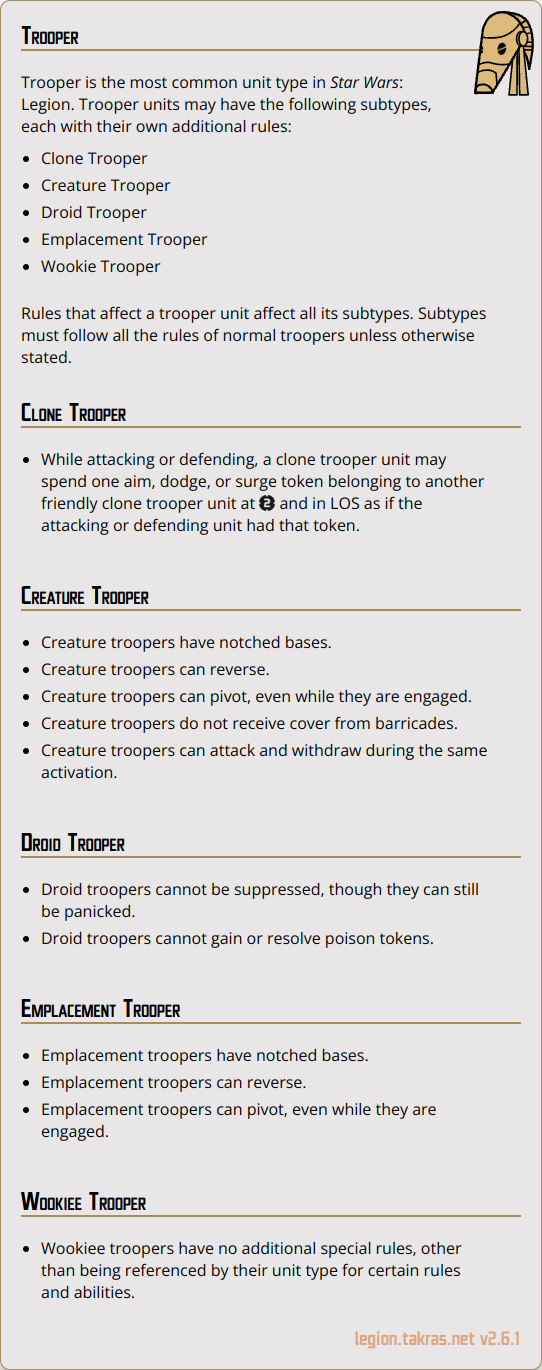 Trooper
Trooper is the most common unit type in Star Wars:
Legion. Trooper units may have the following subtypes,
each with their own additional rules:
• Clone Trooper
• Creature Trooper
• Droid Trooper
• Emplacement Trooper
• Wookie Trooper
Rules that affect a trooper unit affect all its subtypes. Subtypes
must follow all the rules of normal troopers unless otherwise
stated.
Clone Trooper
• While attacking or defending, a clone trooper unit may
spend one aim, dodge, or surge token belonging to another
friendly clone trooper unit at 2 and in LOS as if the
attacking or defending unit had that token.
Creature Trooper
• Creature troopers have notched bases.
• Creature troopers can reverse.
• Creature troopers can pivot, even while they are engaged.
• Creature troopers do not receive cover from barricades.
• Creature troopers can attack and withdraw during the same
activation.
Droid Trooper
• Droid troopers cannot be suppressed, though they can still
be panicked.
• Droid troopers cannot gain or resolve poison tokens.
Emplacement Trooper
• Emplacement troopers have notched bases.
• Emplacement troopers can reverse.
• Emplacement troopers can pivot, even while they are
engaged.
Wookiee Trooper
• Wookiee troopers have no additional special rules, other
than being referenced by their unit type for certain rules
and abilities.
legion.takras.net v2.6.1